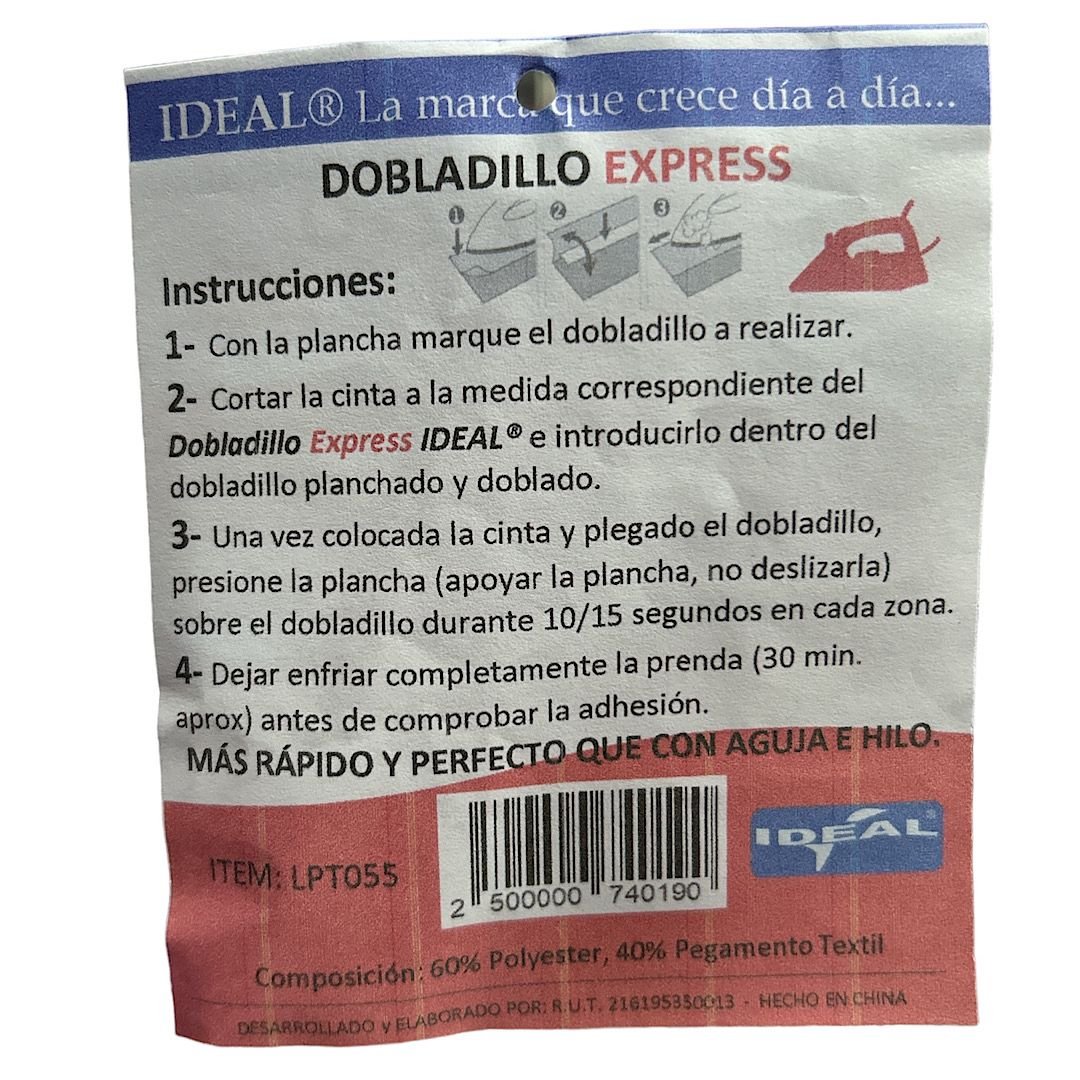 IDEAL® La marca que crece día a día...
DOBLADILLO EXPRESS
1 2 3
Instrucciones:
1- Con la plancha marque el dobladillo a realizar.
2- Cortar la cinta a la medida correspondiente del
Dobladillo Express IDEAL® e introducirlo dentro del
dobladillo planchado y doblado.
3- Una vez colocada la cinta y plegado el dobladillo,
presione la plancha (apoyar la plancha, no deslizarla)
sobre el dobladillo durante 10/15 segundos en cada zona.
4- Dejar enfriar completamente la prenda (30 min.
aprox) antes de comprobar la adhesión.
MÁS RÁPIDO Y PERFECTO QUE CON AGUJA E HILO.
IDEAL®
ITEM: LPT055
2 500000 740190
Composición: 60% Polyester, 40% Pegamento Textil
DESARROLLADO y ELABORADO POR: R.U.T. 216195350013 - HECHO EN CHINA